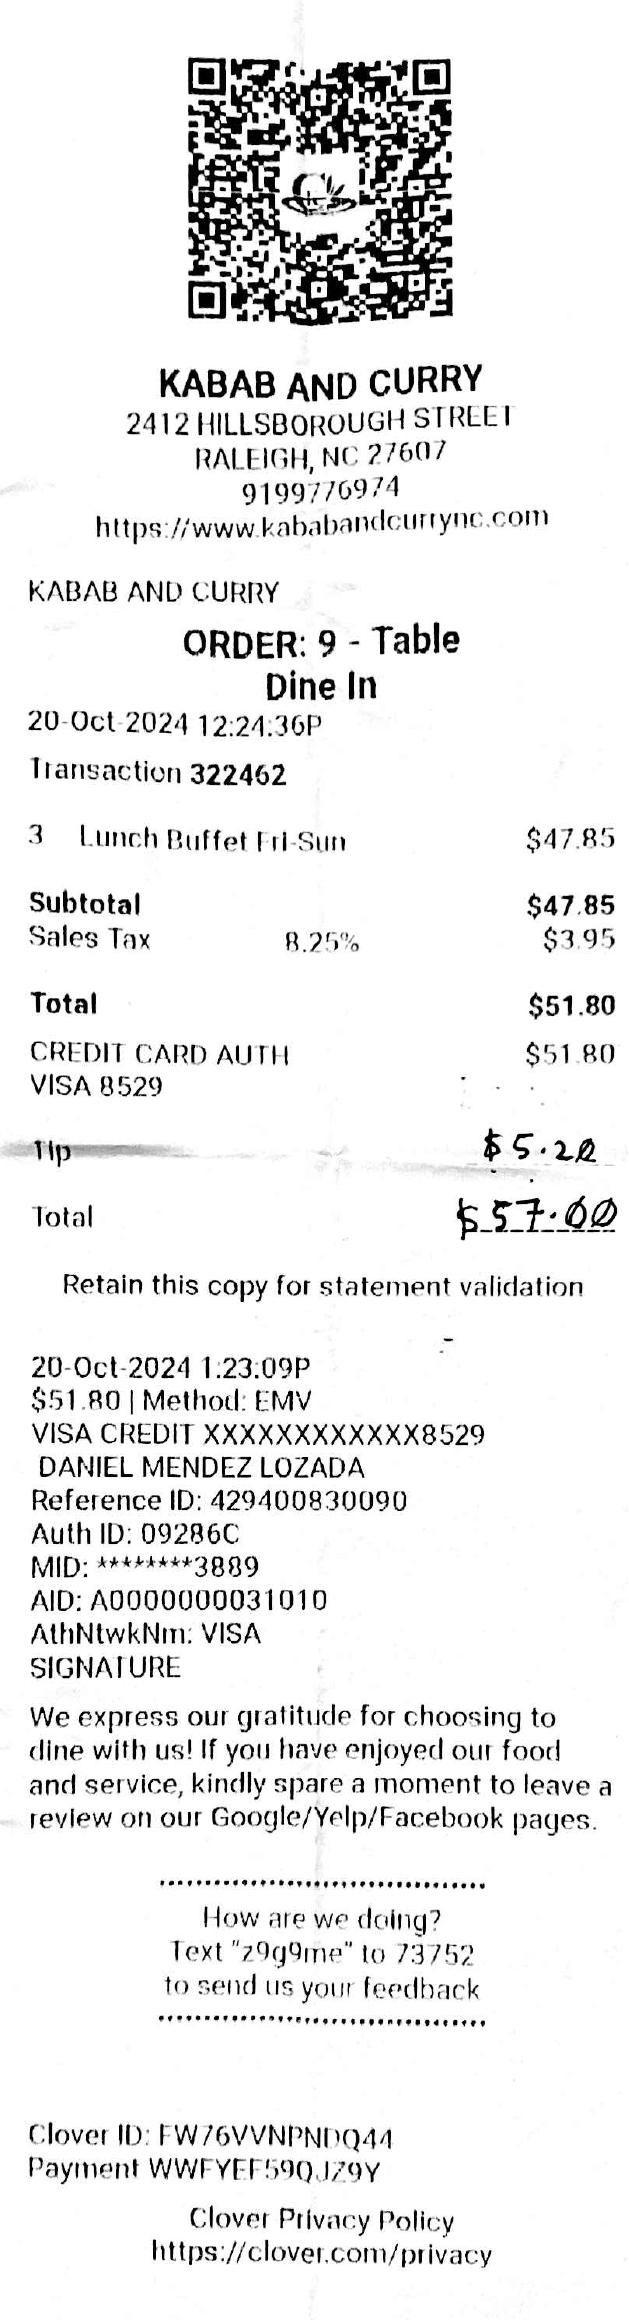 KABAB AND CURRY
2412 HILLSBOROUGH STREET
RALEIGH, NC 27607
9199776974
https://www.kababandcurrync.com
KABAB AND CURRY
ORDER: 9 - Table
Dine In
20-Oct-2024 12:24:36P
Transaction 322462
3 Lunch Buffet Fri-Sun $47.85
Subtotal $47.85
Sales Tax 8.25% $3.95
Total $51.80
CREDIT CARD AUTH $51.80
VISA 8529
Tip $5.20
Total $57.00
Retain this copy for statement validation
20-Oct-2024 1:23:09P
$51.80 | Method: EMV
VISA CREDIT XXXXXXXXXXXX8529
DANIEL MENDEZ LOZADA
Reference ID: 429400830090
Auth ID: 09286C
MID: ********3889
AID: A0000000031010
AthNtwkNm: VISA
SIGNATURE
We express our gratitude for choosing to
dine with us! If you have enjoyed our food
and service, kindly spare a moment to leave a
review on our Google/Yelp/Facebook pages.
How are we doing?
Text "z9g9me" to 73752
to send us your feedback
Clover ID: FW76VVNPNDQ44
Payment WWFYEF59QJZ9Y
Clover Privacy Policy
https://clover.com/privacy